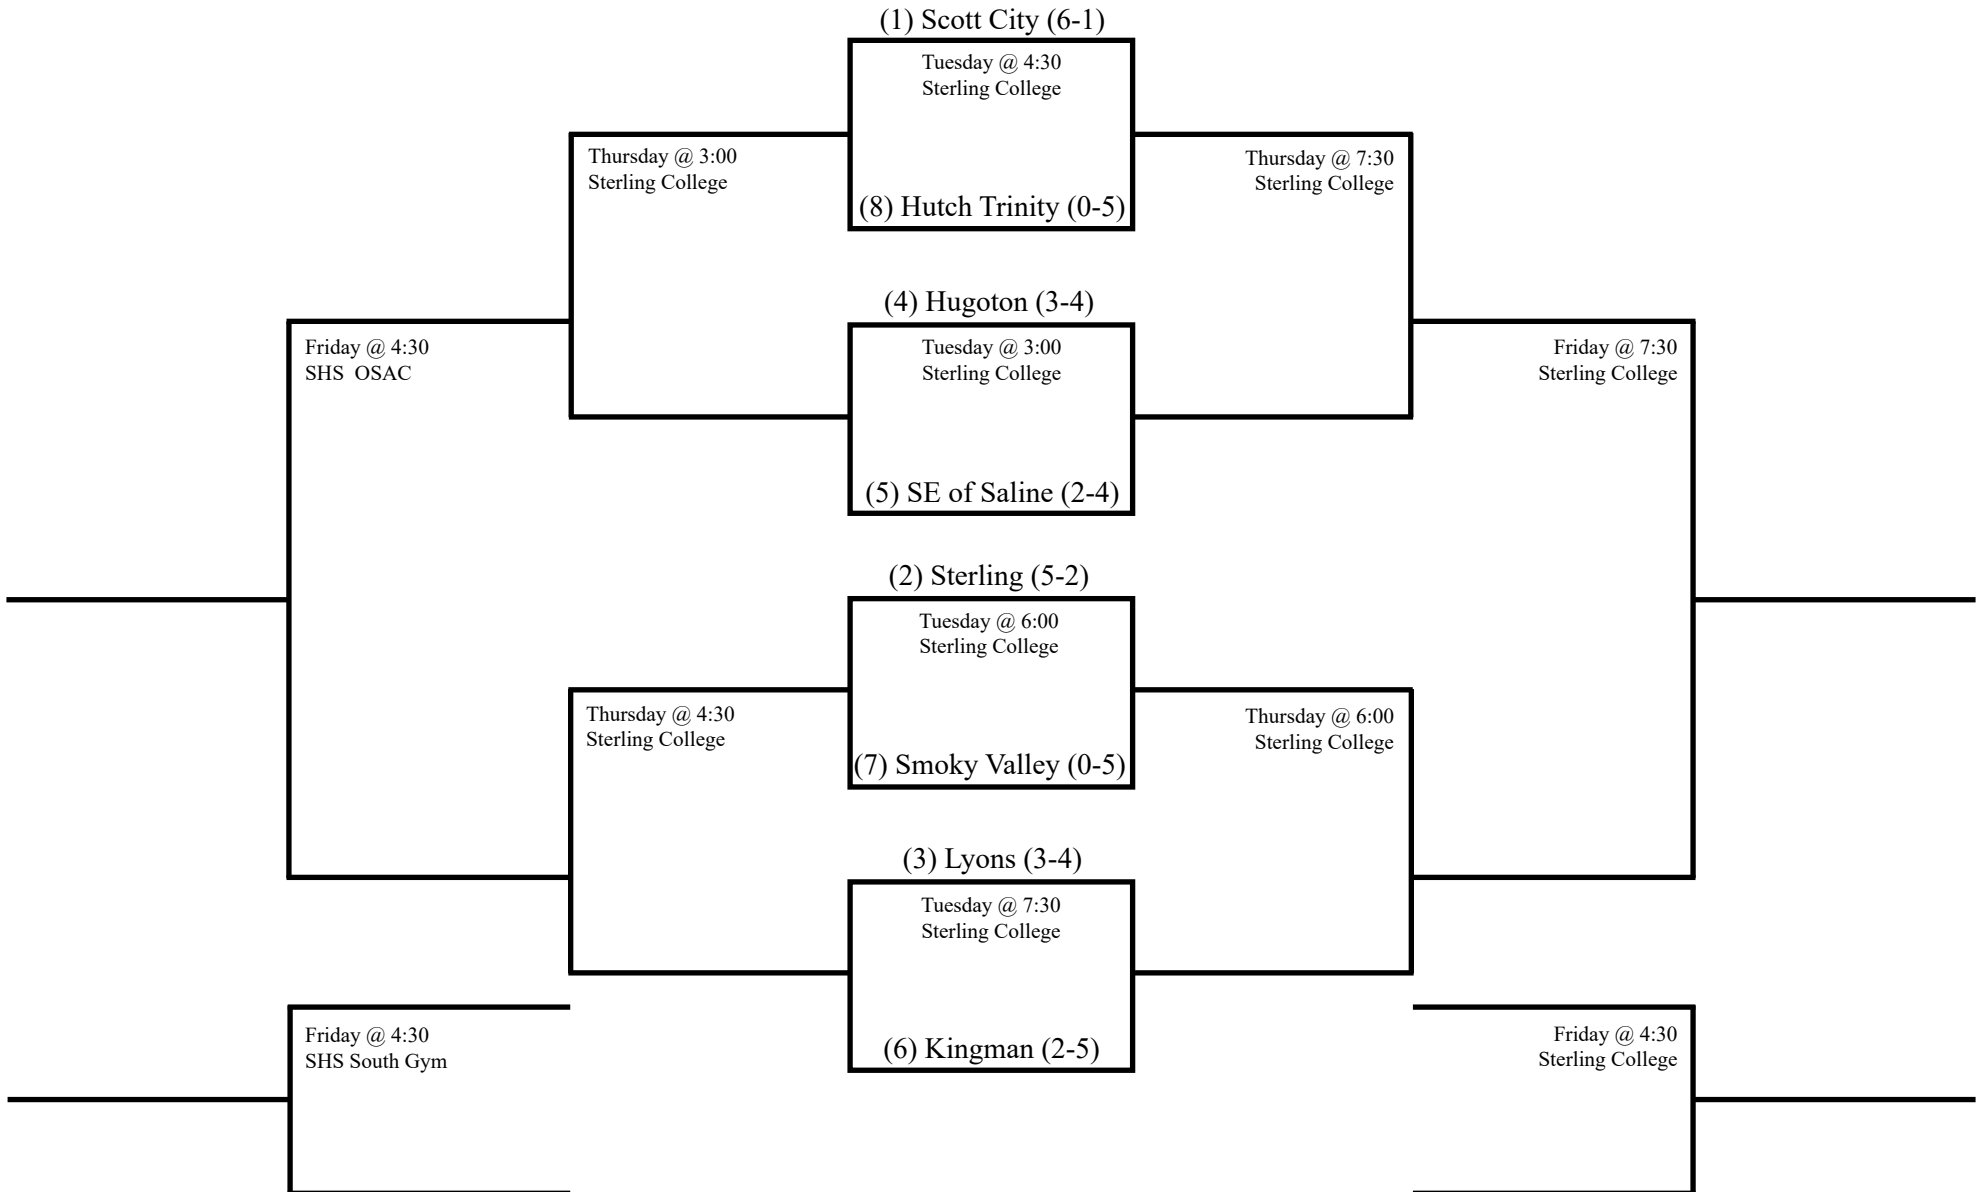 (1) Scott City (6-1)
Tuesday @ 4:30
Sterling College
Thursday @ 3:00
Sterling College
Thursday @ 7:30
Sterling College
(8) Hutch Trinity (0-5)
(4) Hugoton (3-4)
Friday @ 4:30
SHS  OSAC
Tuesday @ 3:00
Sterling College
Friday @ 7:30
Sterling College
(5) SE of Saline (2-4)
(2) Sterling (5-2)
Tuesday @ 6:00
Sterling College
Thursday @ 4:30
Sterling College
Thursday @ 6:00
Sterling College
(7) Smoky Valley (0-5)
(3) Lyons (3-4)
Tuesday @ 7:30
Sterling College
Friday @ 4:30
SHS South Gym
(6) Kingman (2-5)
Friday @ 4:30
Sterling College